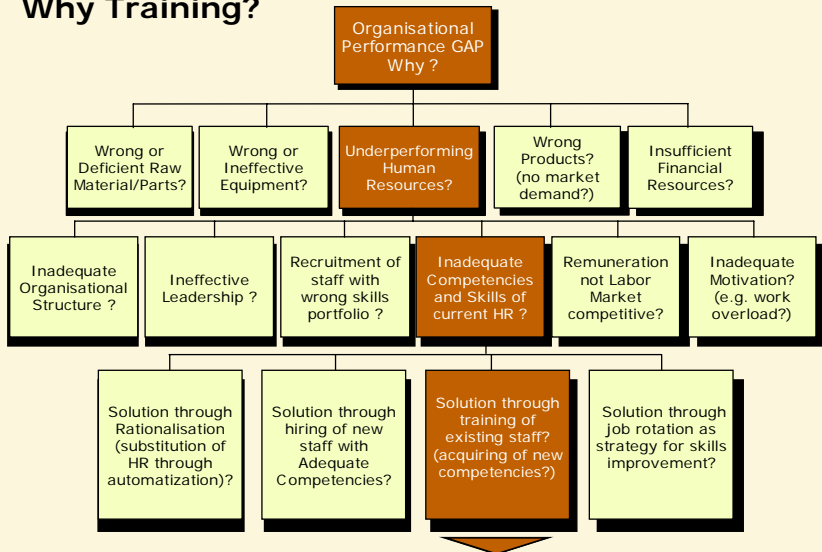 Why Training?
Organisational
Performance GAP
Why ?
Wrong or
Deficient Raw
Material/Parts?
Wrong or
Ineffective
Equipment?
Underperforming
Human
Resources?
Wrong
Products?
(no market
demand?)
Insufficient
Financial
Resources?
Inadequate
Organisational
Structure ?
Ineffective
Leadership ?
Recruitment of
staff with
wrong skills
portfolio ?
Inadequate
Competencies
and Skills of
current HR ?
Remuneration
not Labor
Market
competitive?
Inadequate
Motivation?
(e.g. work
overload?)
Solution through
Rationalisation
(substitution of
HR through
automatization)?
Solution through
hiring of new
staff with
Adequate
Competencies?
Solution through
training of
existing staff?
(acquiring of new
competencies?)
Solution through
job rotation as
strategy for skills
improvement?